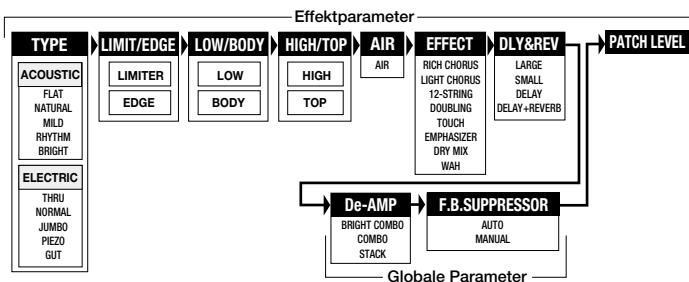 Effektparameter
TYPE
LIMIT/EDGE
LOW/BODY
HIGH/TOP
AIR
EFFECT
DLY&REV
PATCH LEVEL
ACOUSTIC
FLAT
NATURAL
MILD
RHYTHM
BRIGHT
ELECTRIC
THRU
NORMAL
JUMBO
PIEZO
GUT
LIMITER
EDGE
LOW
BODY
HIGH
TOP
AIR
RICH CHORUS
LIGHT CHORUS
12-STRING
DOUBLING
TOUCH
EMPHASIZER
DRY MIX
WAH
LARGE
SMALL
DELAY
DELAY+REVERB
De-AMP
BRIGHT COMBO
COMBO
STACK
F.B.SUPPRESSOR
AUTO
MANUAL
Globale Parameter